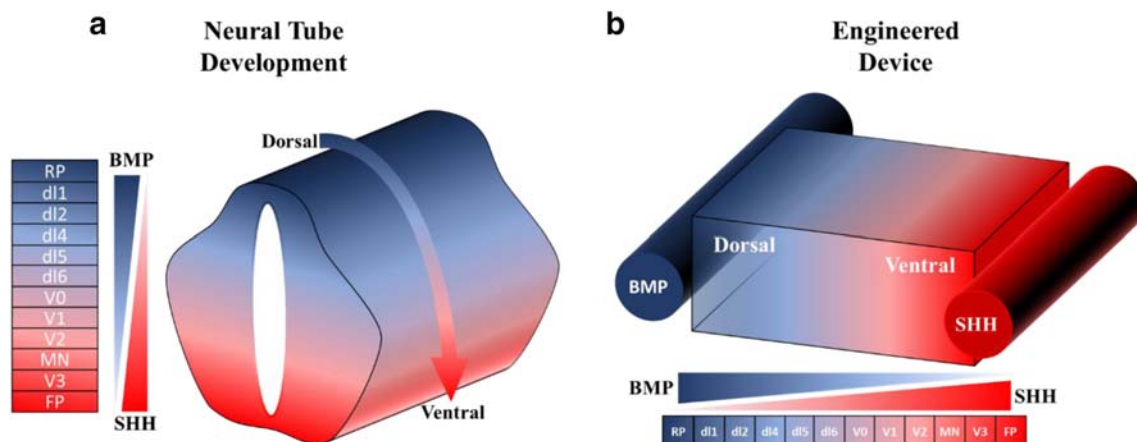 a
Neural Tube
Development
b
Engineered
Device
Dorsal
BMP
RP
dI1
dI2
dI4
dI5
dI6
V0
V1
V2
MN
V3
FP
SHH
Ventral
Dorsal
Ventral
BMP
SHH
BMP
SHH
RP dI1 dI2 dI4 dI5 dI6 V0 V1 V2 MN V3 FP